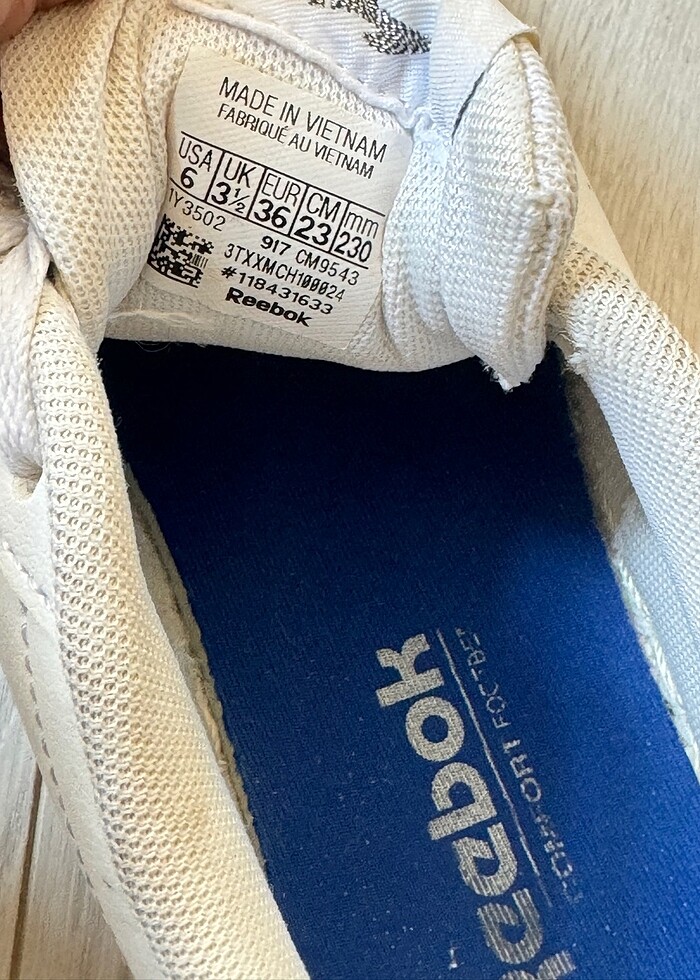 MADE IN VIETNAM
FABRIQUÉ AU VIETNAM
USA UK EUR CM mm
6 3½ 36 23 230
1Y3502
917 CM9543
3TXXMCH100024
#118431633
Reebok
Reebok
COMFORT FOOTBED